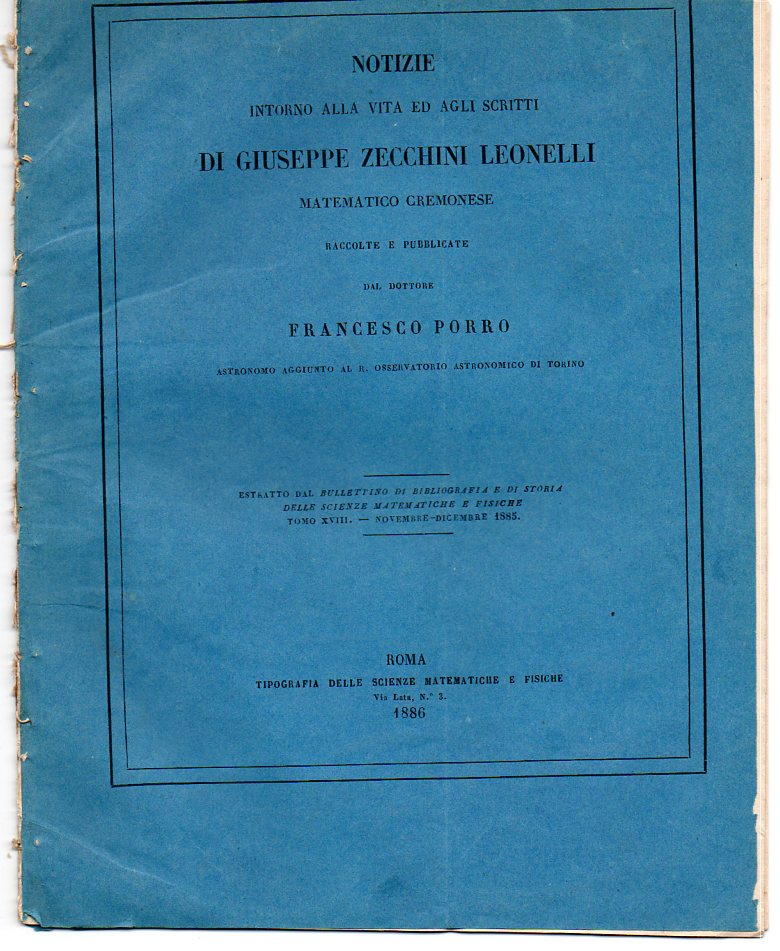 NOTIZIE
INTORNO ALLA VITA ED AGLI SCRITTI
DI GIUSEPPE ZECCHINI LEONELLI
MATEMATICO CREMONESE
RACCOLTE E PUBBLICATE
DAL DOTTORE
FRANCESCO PORRO
ASTRONOMO AGGIUNTO AL R. OSSERVATORIO ASTRONOMICO DI TORINO
ESTRATTO DAL BULLETTINO DI BIBLIOGRAFIA E DI STORIA
DELLE SCIENZE MATEMATICHE E FISICHE
TOMO XVIII. — NOVEMBRE-DICEMBRE 1885.
ROMA
TIPOGRAFIA DELLE SCIENZE MATEMATICHE E FISICHE
Via Lata, N.° 3.
1886